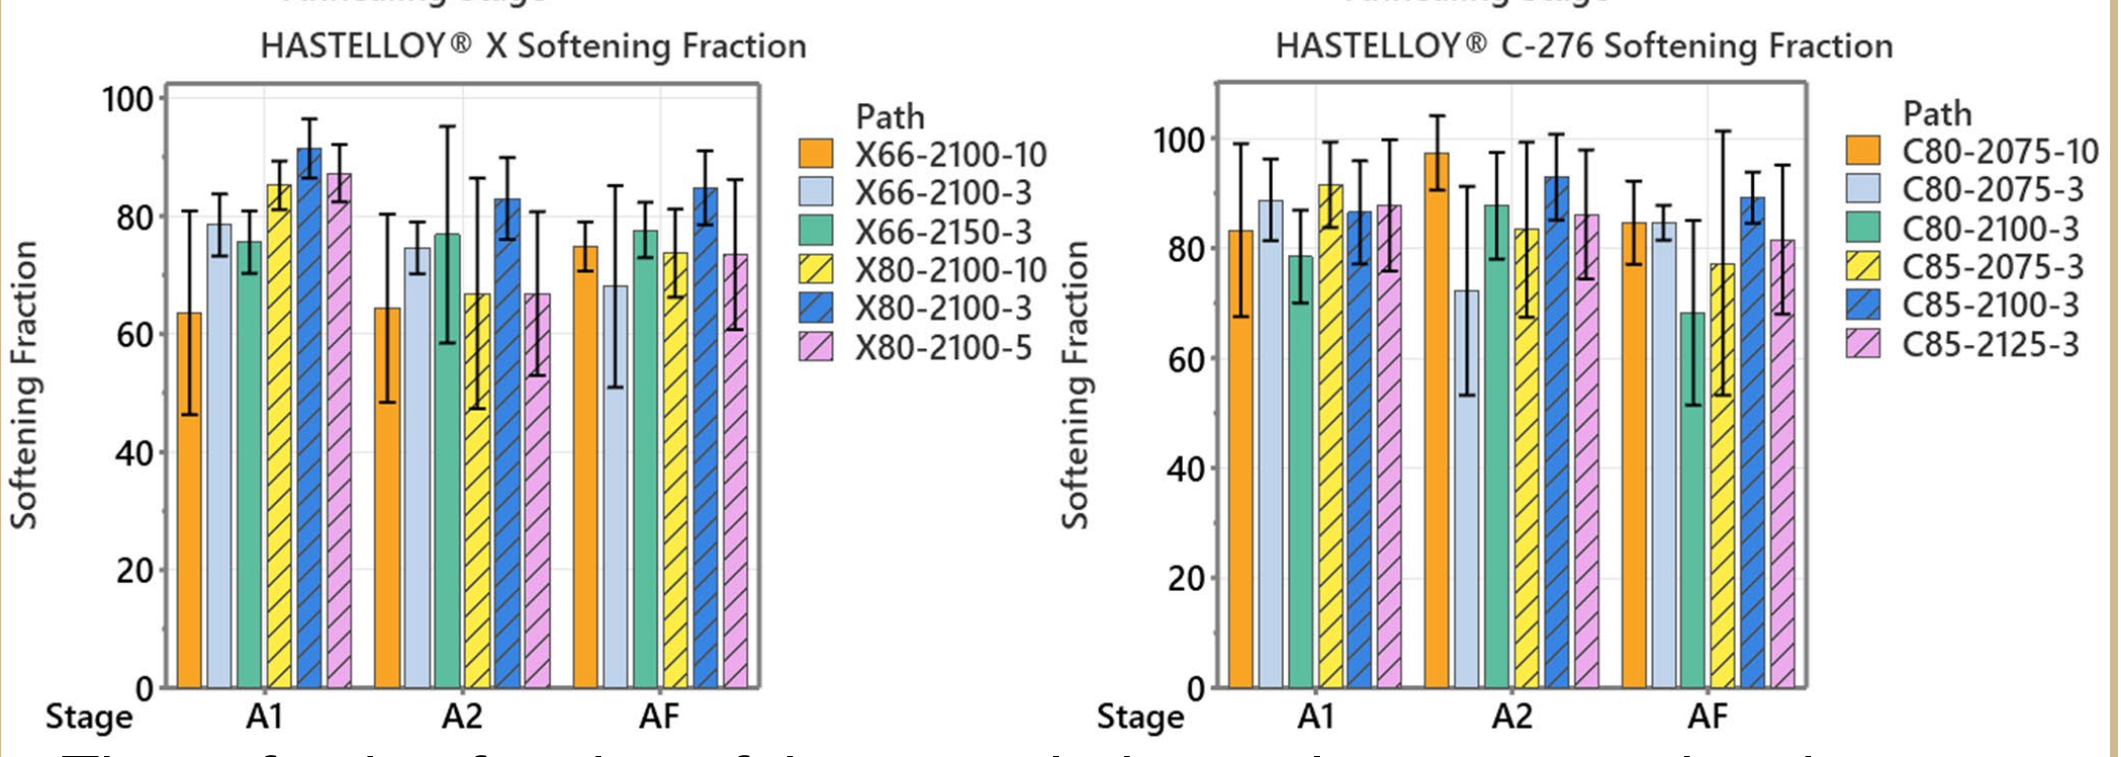 HASTELLOY® X Softening Fraction
100
80
60
40
20
0
Softening Fraction
Stage
A1
A2
AF
Path
X66-2100-10
X66-2100-3
X66-2150-3
X80-2100-10
X80-2100-3
X80-2100-5
HASTELLOY® C-276 Softening Fraction
100
80
60
40
20
0
Softening Fraction
Stage
A1
A2
AF
Path
C80-2075-10
C80-2075-3
C80-2100-3
C85-2075-3
C85-2100-3
C85-2125-3